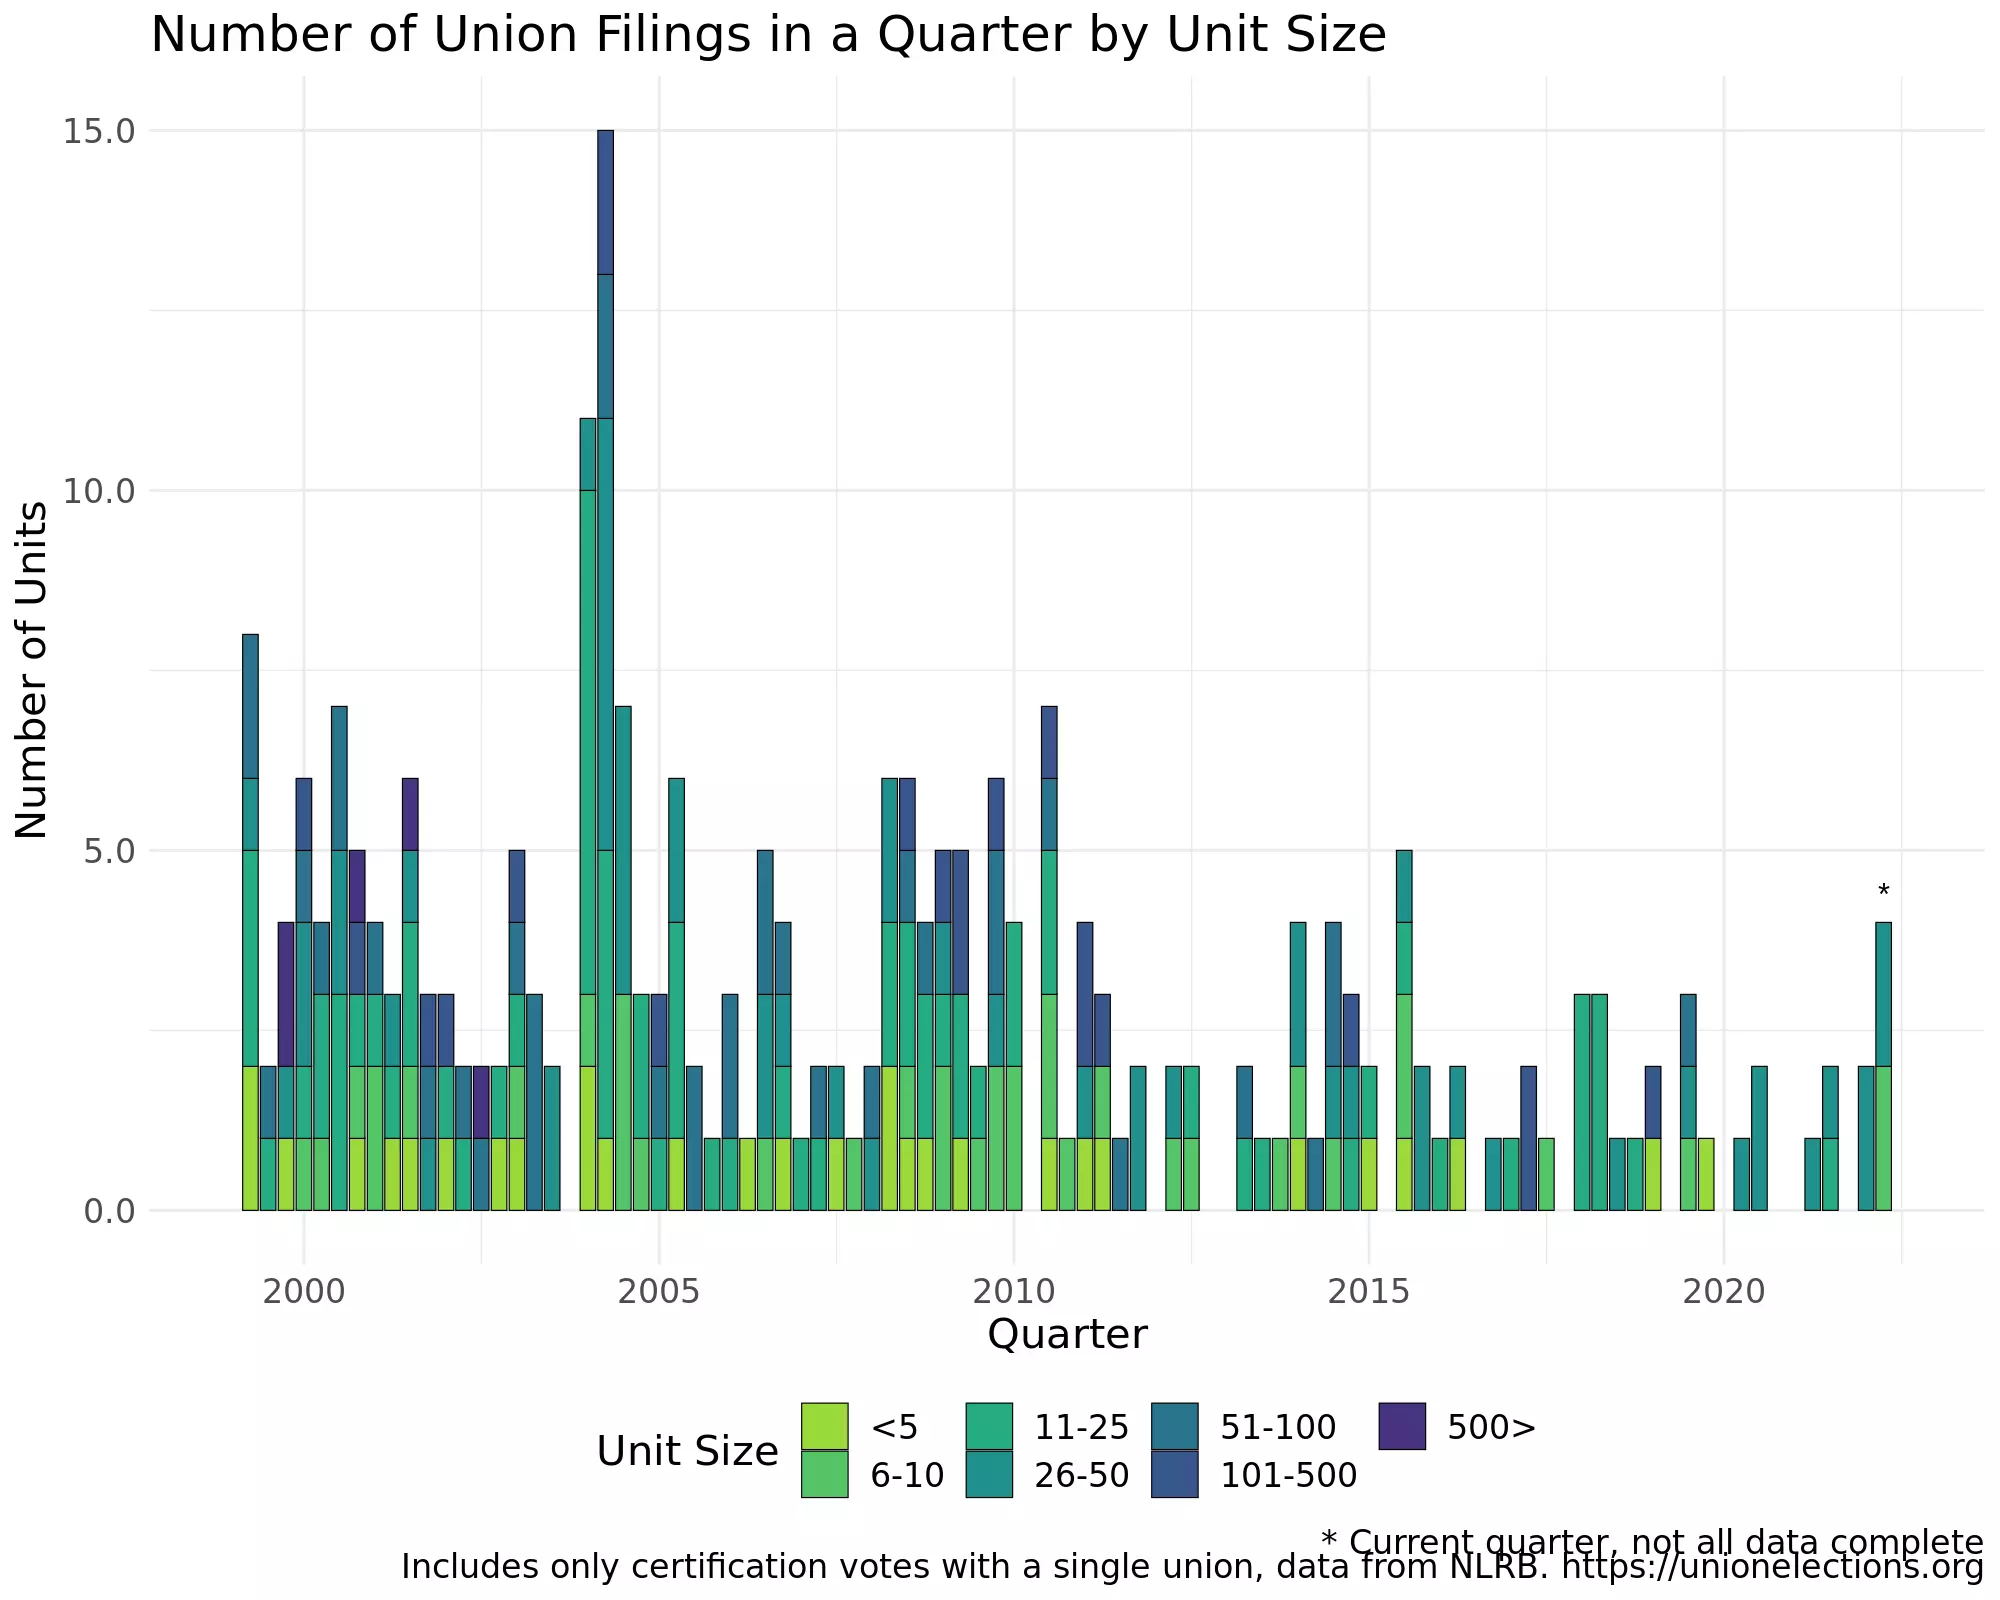 Number of Union Filings in a Quarter by Unit Size
Number of Units
15.0
10.0
5.0
0.0
*
2000 2005 2010 2015 2020
Quarter
Unit Size
<5 11-25 51-100 500>
6-10 26-50 101-500
* Current quarter, not all data complete
Includes only certification votes with a single union, data from NLRB. https://unionelections.org